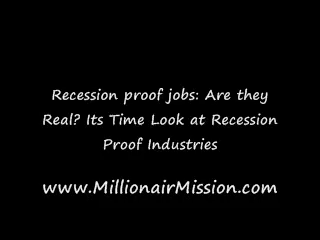 Recession proof jobs: Are they
Real? Its Time Look at Recession
Proof Industries
www.MillionairMission.com